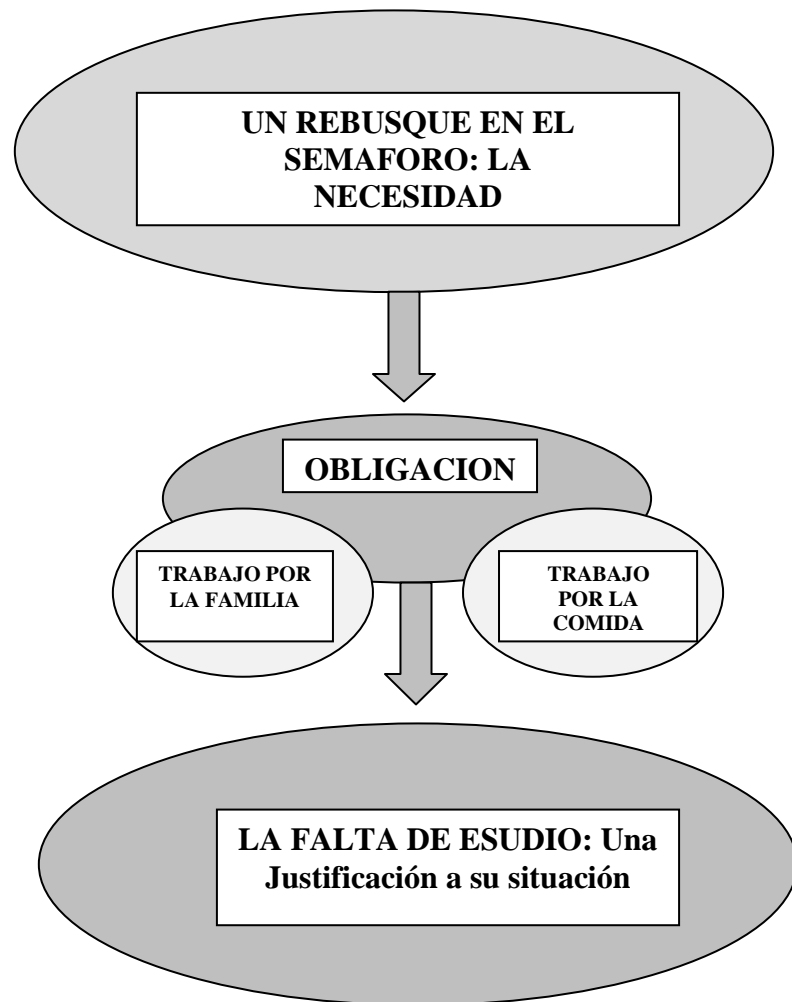 UN REBUSQUE EN EL
SEMAFORO: LA
NECESIDAD
OBLIGACION
TRABAJO POR
LA FAMILIA
TRABAJO
POR LA
COMIDA
LA FALTA DE ESUDIO: Una
Justificación a su situación